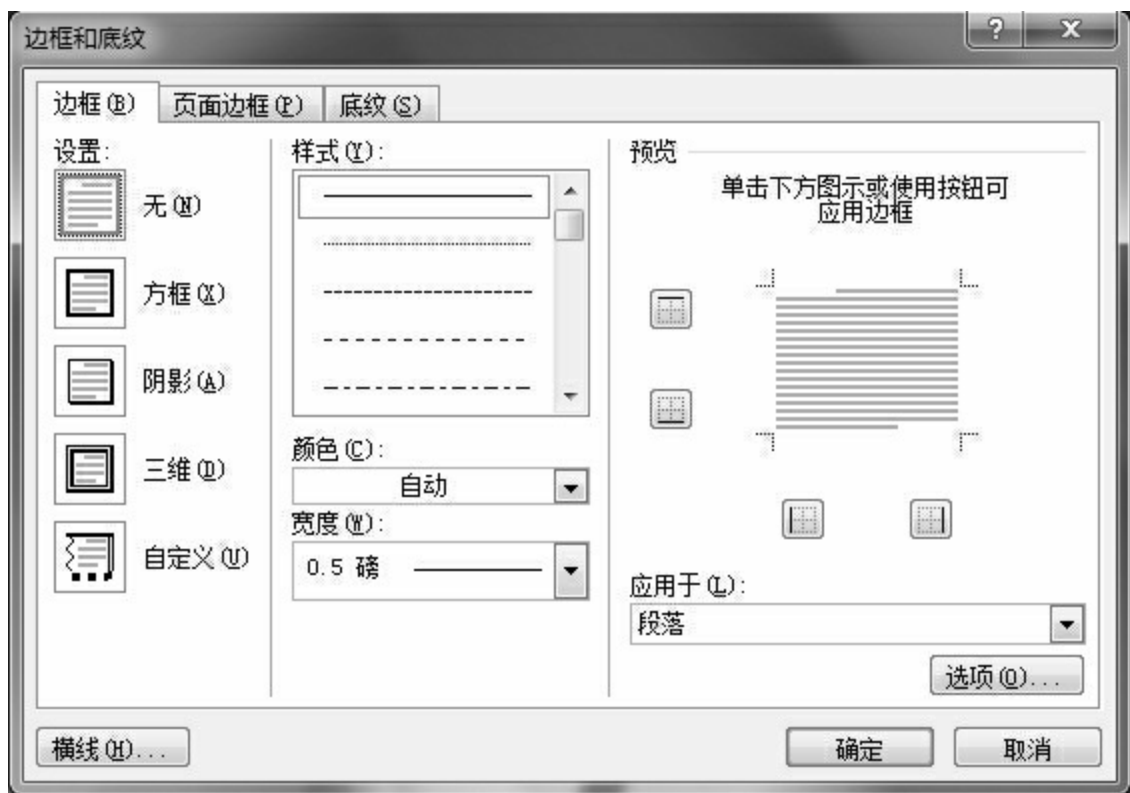 边框和底纹
边框(B) 页面边框(P) 底纹(S)
设置:
无(N)
方框(X)
阴影(A)
三维(D)
自定义(U)
样式(Y):
颜色(C):
自动
宽度(W):
0.5 磅
预览
单击下方图示或使用按钮可
应用边框
应用于(L):
段落
选项(O)...
横线(H)...
确定
取消